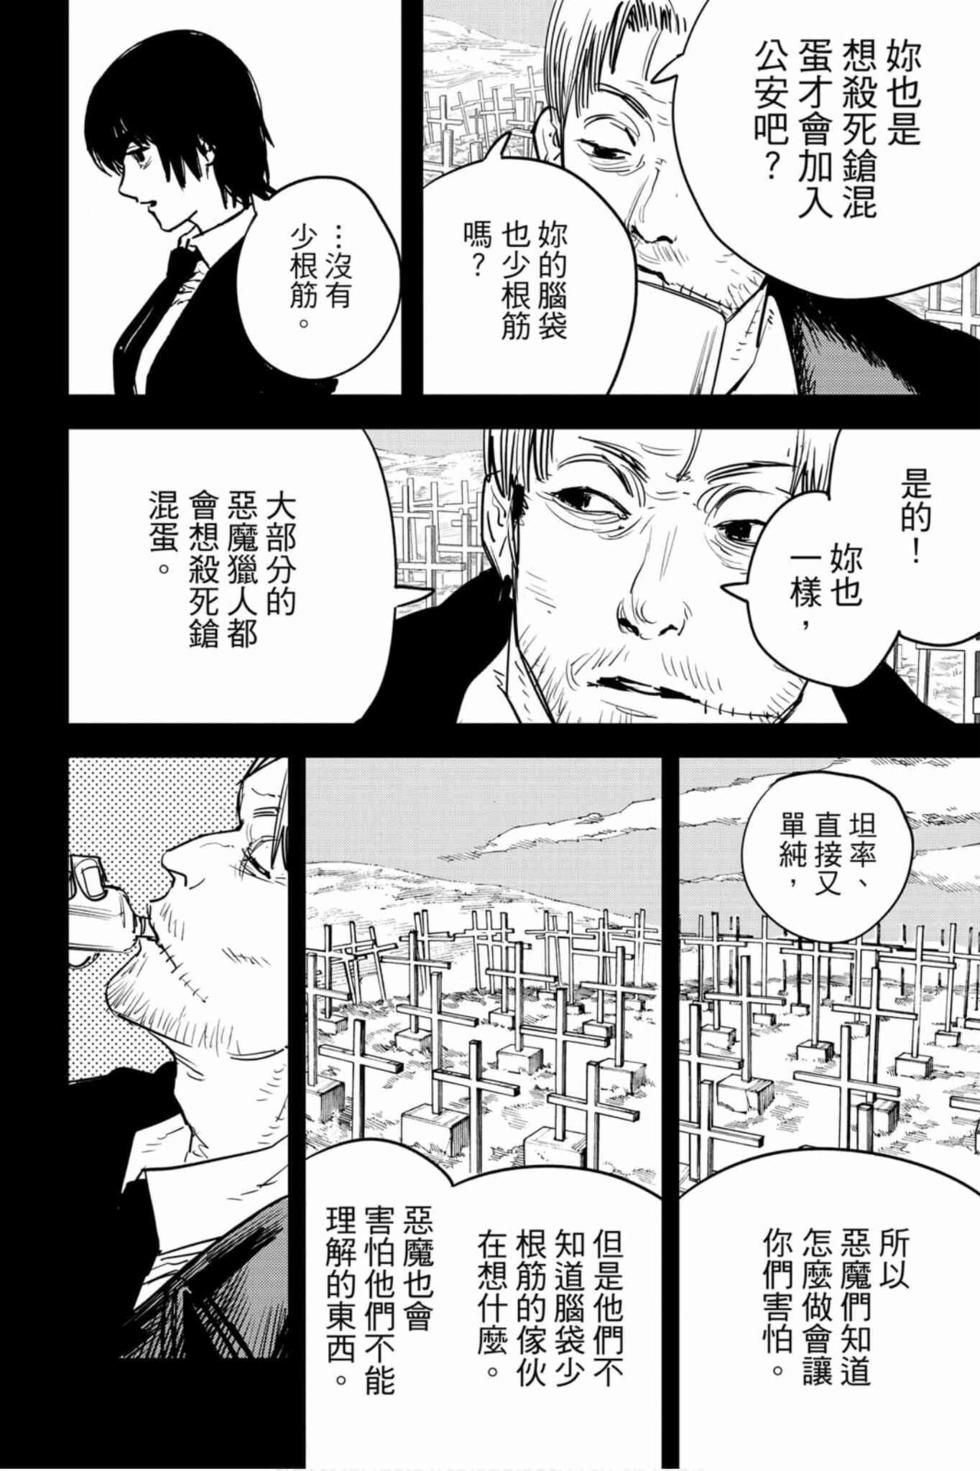 妳也是
想殺死鎗混
蛋才會加入
公安吧？
妳的腦袋
也少根筋
嗎？
…沒有
少根筋。
是的！
妳也
一樣，
大部分的
惡魔獵人都
會想殺死鎗
混蛋。
坦率、
直接又
單純，
所以
惡魔們知道
怎麼做會讓
你們害怕。
但是他們不
知道腦袋少
根筋的傢伙
在想什麼。
惡魔也會
害怕他們不能
理解的東西。